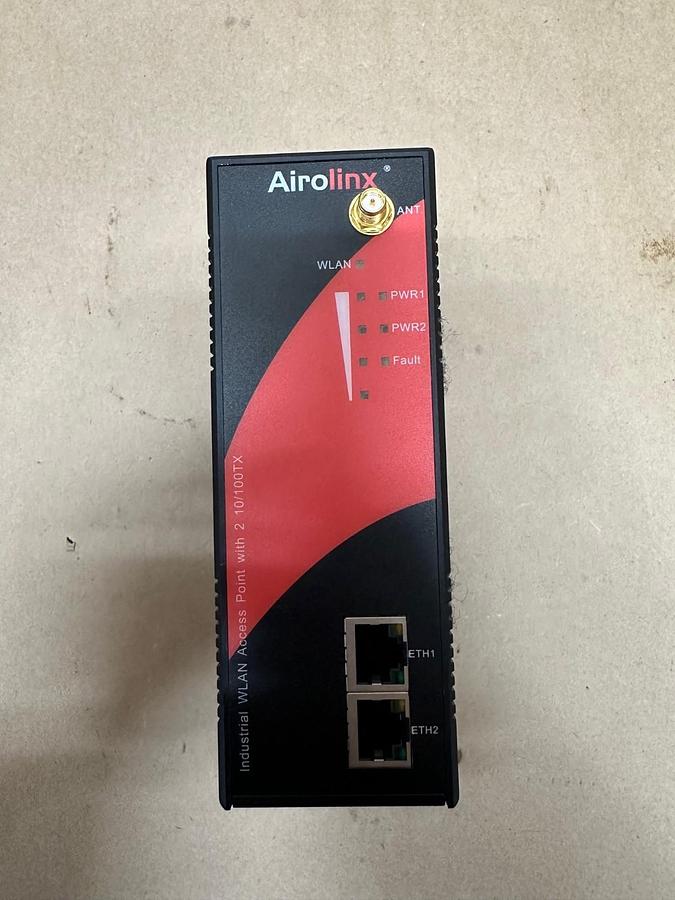 Airolinx ®
ANT.
WLAN
PWR1
PWR2
Fault
Industrial WLAN Access Point with 2 10/100TX
ETH1
ETH2